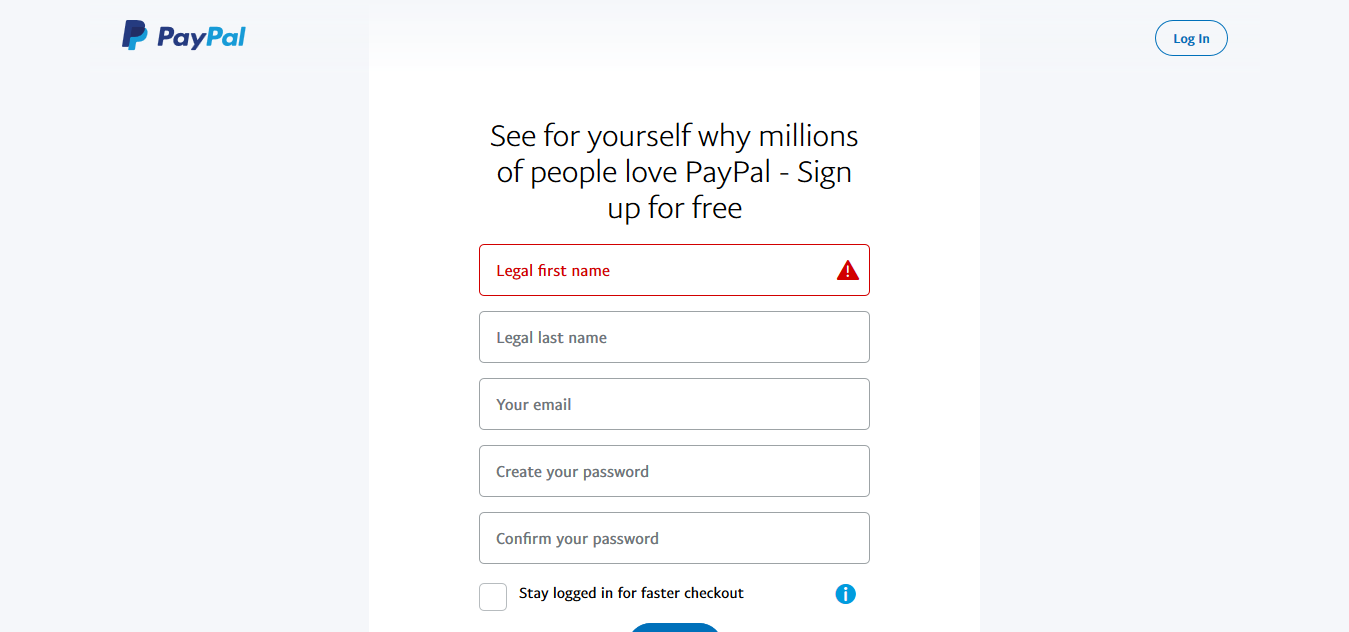 PayPal
Log In
See for yourself why millions
of people love PayPal - Sign
up for free
Legal first name
Legal last name
Your email
Create your password
Confirm your password
Stay logged in for faster checkout